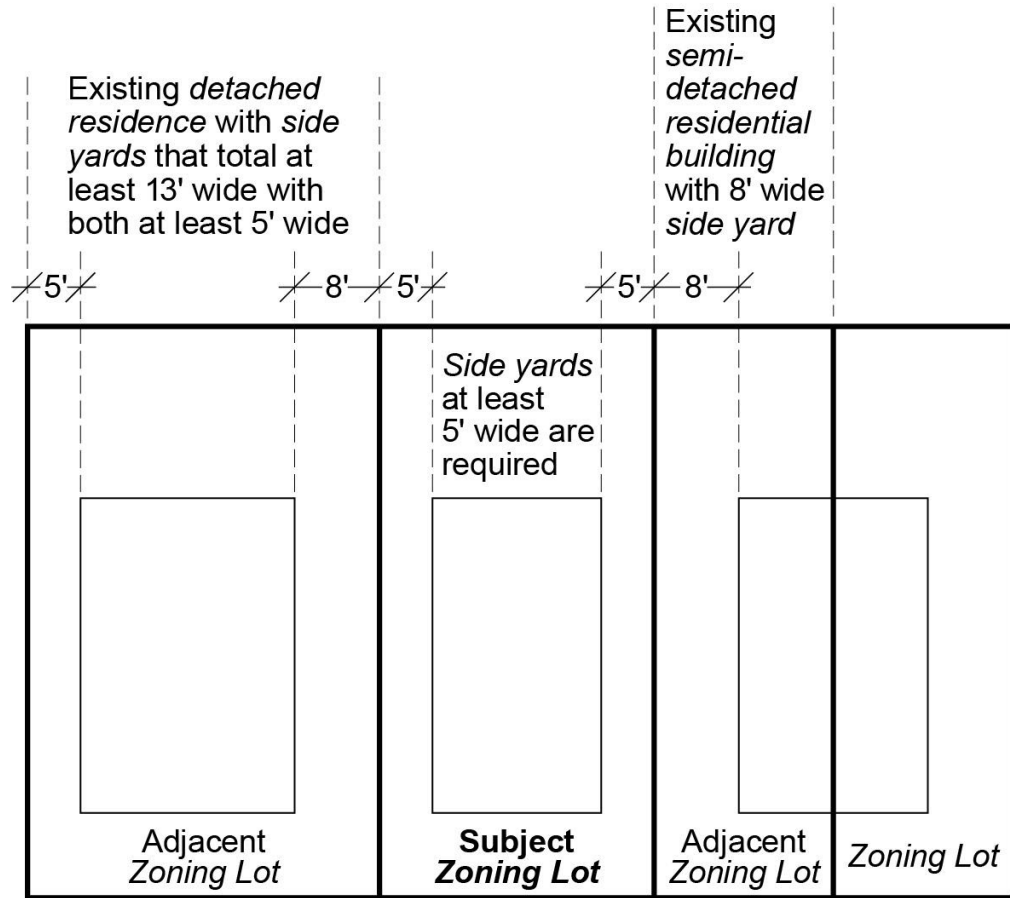 Existing detached
residence with side
yards that total at
least 13' wide with
both at least 5' wide
Existing
semi-
detached
residential
building
with 8' wide
side yard
5'
8'
5'
5'
8'
Side yards
at least
5' wide are
required
Adjacent
Zoning Lot
Subject
Zoning Lot
Adjacent
Zoning Lot
Zoning Lot